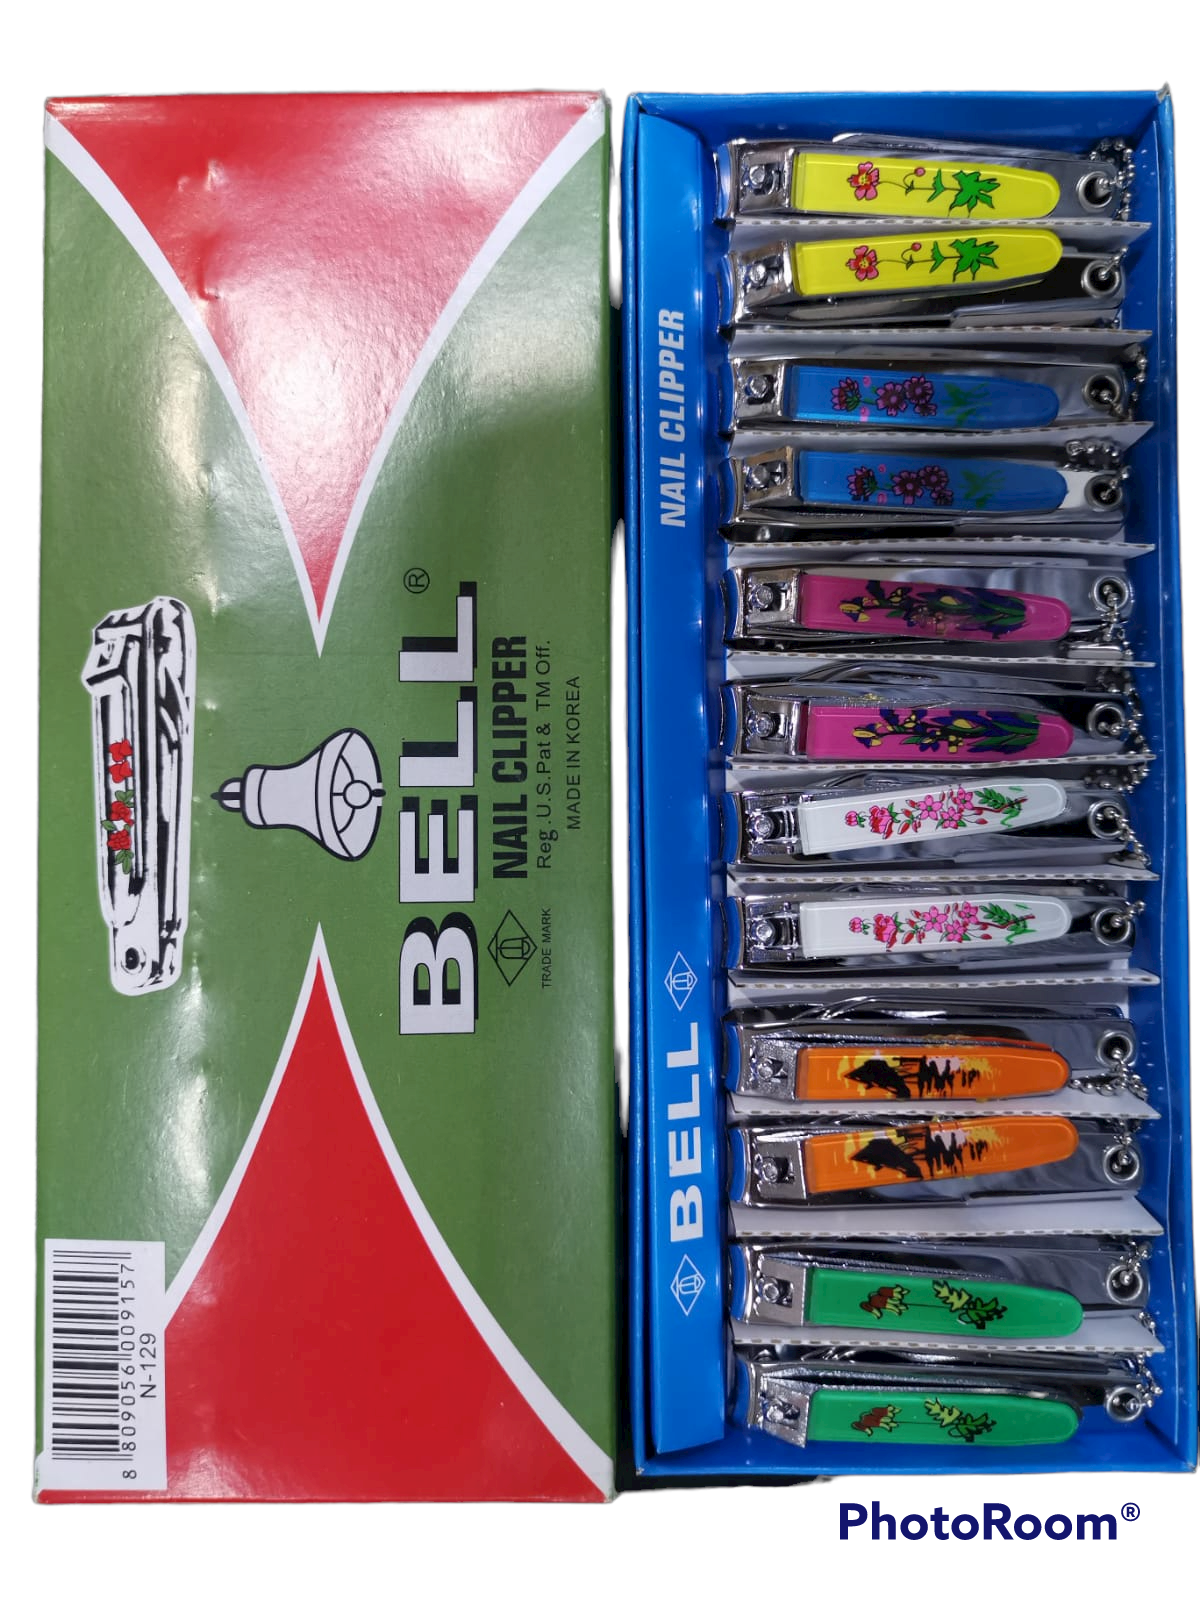 BELL®
NAIL CLIPPER
Reg.U.S.Pat & TM Off.
TRADE MARK
MADE IN KOREA
8 809056 009157
N-129
BELL
NAIL CLIPPER
PhotoRoom®